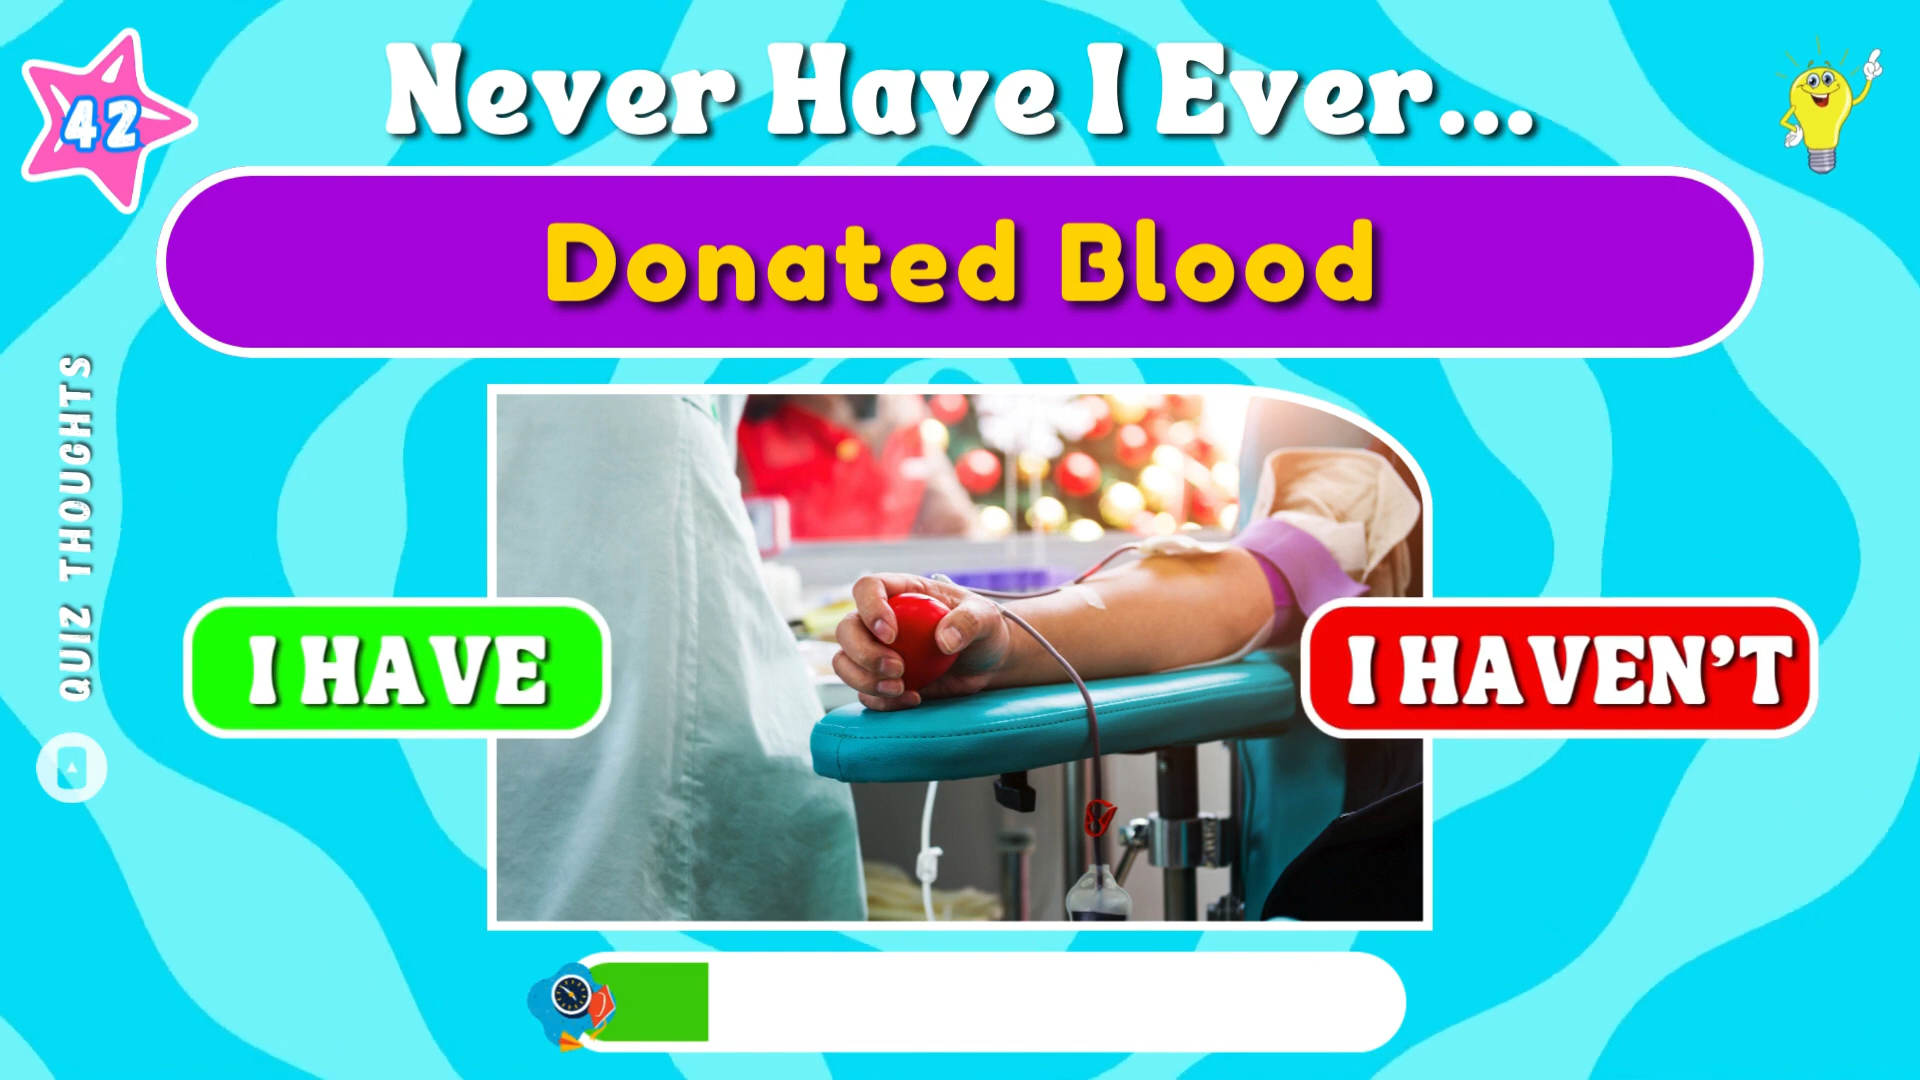 42
Never Have I Ever...
Donated Blood
QUIZ THOUGHTS
I HAVE
I HAVEN'T